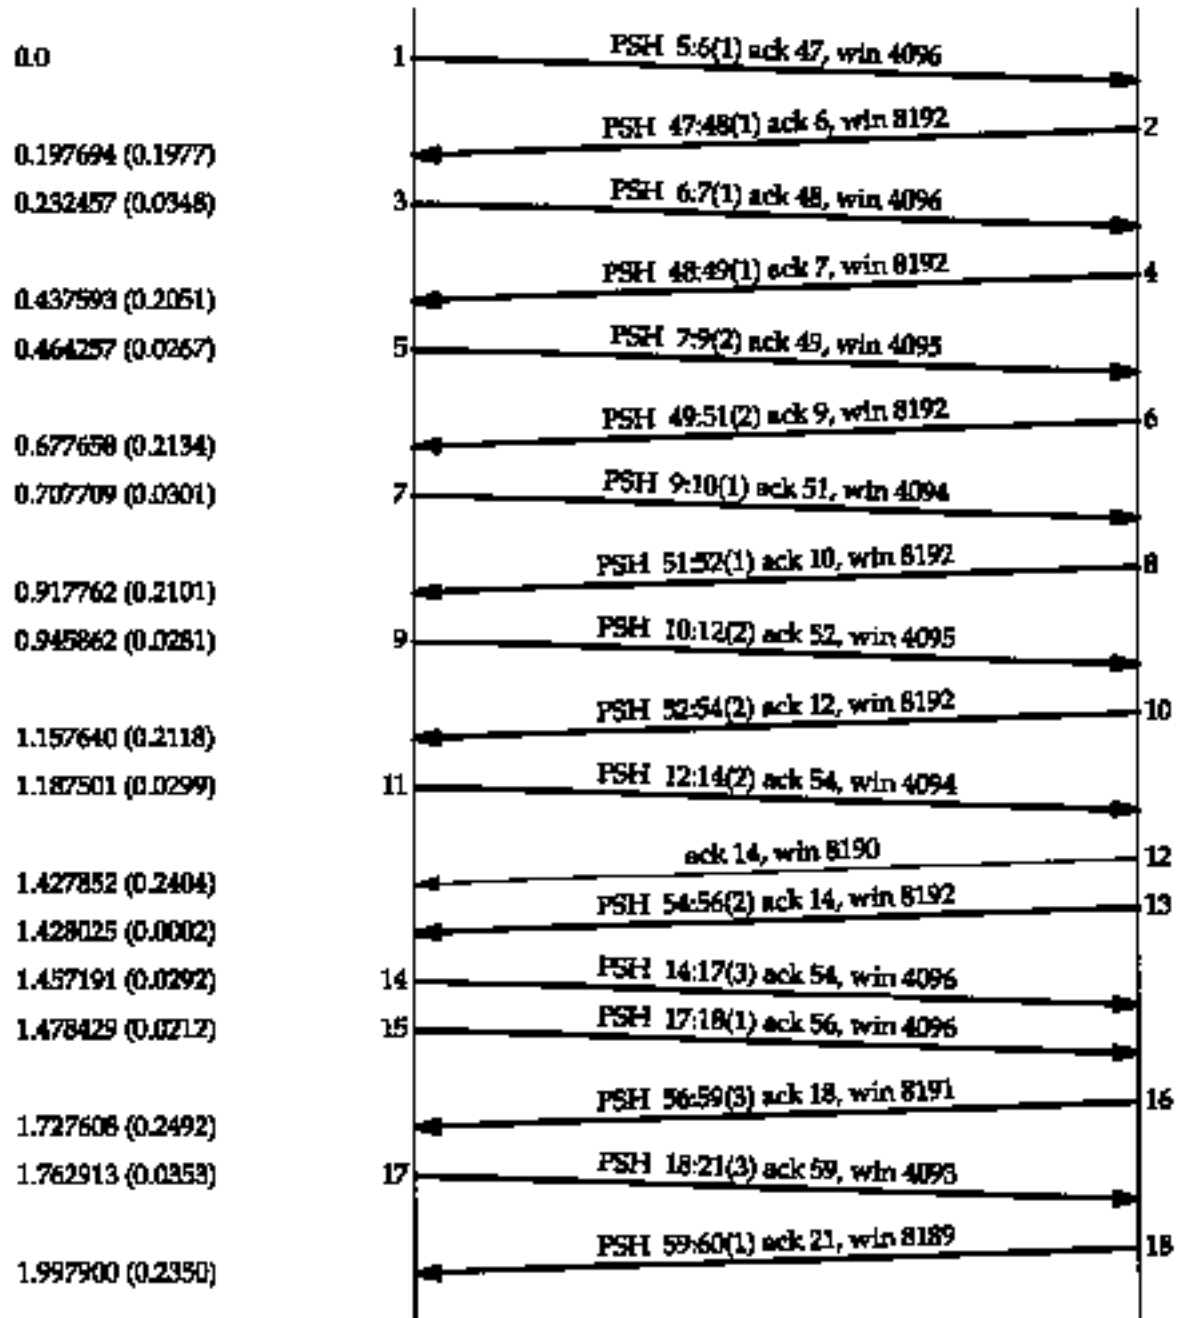 0.0 1 PSH 5:6(1) ack 47, win 4096
PSH 47:48(1) ack 6, win 8192 2
0.197694 (0.1977)
0.232457 (0.0348) 3 PSH 6:7(1) ack 48, win 4096
PSH 48:49(1) ack 7, win 8192 4
0.437593 (0.2051)
0.464257 (0.0267) 5 PSH 7:9(2) ack 49, win 4095
PSH 49:51(2) ack 9, win 8192 6
0.677658 (0.2134)
0.707709 (0.0301) 7 PSH 9:10(1) ack 51, win 4094
PSH 51:52(1) ack 10, win 8192 8
0.917762 (0.2101)
0.945862 (0.0281) 9 PSH 10:12(2) ack 52, win 4095
PSH 52:54(2) ack 12, win 8192 10
1.157640 (0.2118)
1.187501 (0.0299) 11 PSH 12:14(2) ack 54, win 4094
ack 14, win 8190 12
1.427852 (0.2404)
PSH 54:56(2) ack 14, win 8192 13
1.428025 (0.0002)
1.457191 (0.0292) 14 PSH 14:17(3) ack 54, win 4096
1.478429 (0.0212) 15 PSH 17:18(1) ack 56, win 4096
PSH 56:59(3) ack 18, win 8191 16
1.727608 (0.2492)
1.762913 (0.0353) 17 PSH 18:21(3) ack 59, win 4093
PSH 59:60(1) ack 21, win 8189 18
1.997900 (0.2350)